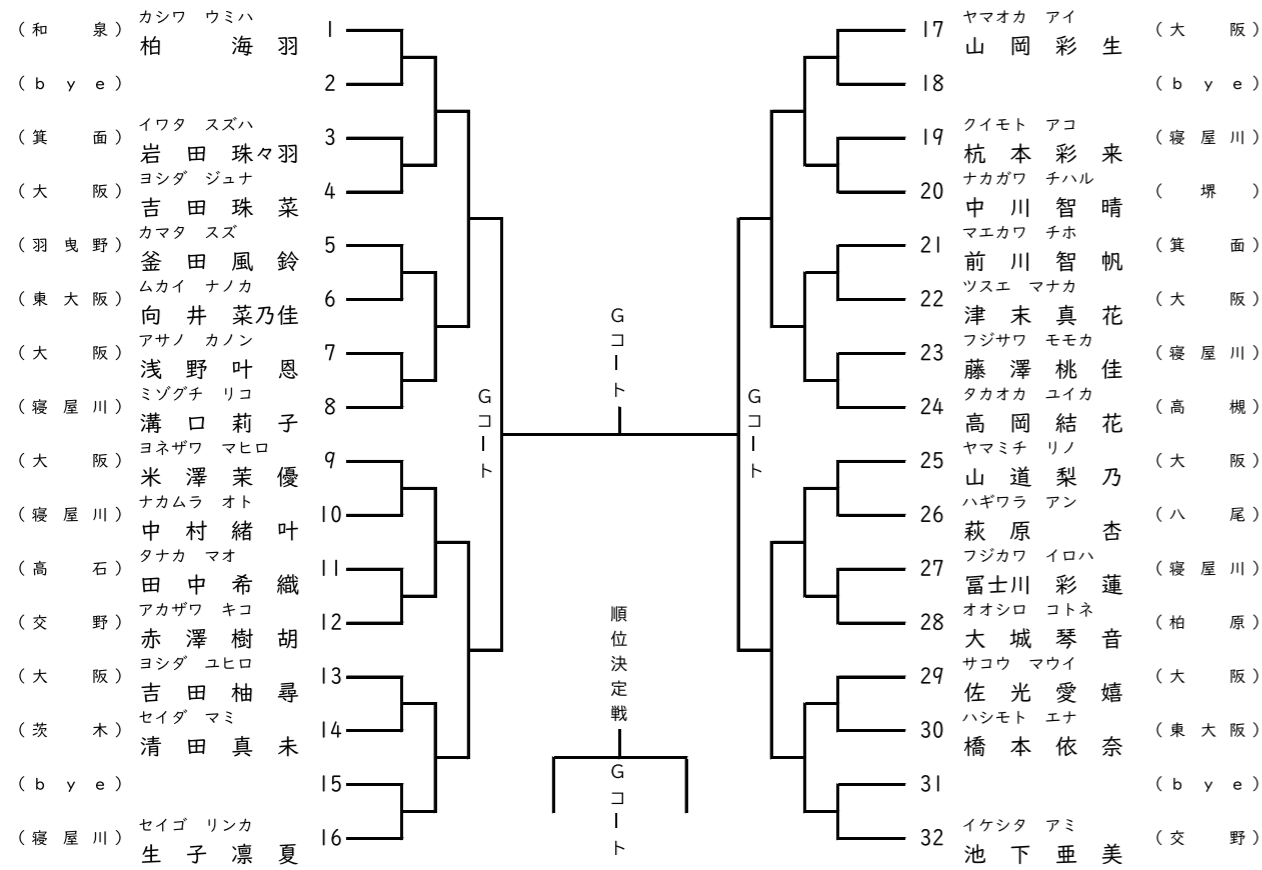 カシワ ウミハ
(和泉) 柏 海羽 1
(bye) 2
イワタ スズハ
(箕面) 岩田 珠々羽 3
ヨシダ ジュナ
(大阪) 吉田 珠菜 4
カマタ スズ
(羽曳野) 釜田 風鈴 5
ムカイ ナノカ
(東大阪) 向井 菜乃佳 6
アサノ カノン
(大阪) 浅野 叶恩 7
ミゾグチ リコ
(寝屋川) 溝口 莉子 8
ヨネザワ マヒロ
(大阪) 米澤 茉優 9
ナカムラ オト
(寝屋川) 中村 緒叶 10
タナカ マオ
(高石) 田中 希織 11
アカザワ キコ
(交野) 赤澤 樹胡 12
ヨシダ ユヒロ
(大阪) 吉田 柚尋 13
セイダ マミ
(茨木) 清田 真未 14
(bye) 15
セイゴ リンカ
(寝屋川) 生子 凛夏 16
Gコート
Gコート
Gコート
順位決定戦
Gコート
ヤマオカ アイ
17 山岡 彩生 (大阪)
18 (bye)
クイモト アコ
19 杭本 彩来 (寝屋川)
ナカガワ チハル
20 中川 智晴 (堺)
マエカワ チホ
21 前川 智帆 (箕面)
ツスエ マナカ
22 津末 真花 (大阪)
フジサワ モモカ
23 藤澤 桃佳 (寝屋川)
タカオカ ユイカ
24 高岡 結花 (高槻)
ヤマミチ リノ
25 山道 梨乃 (大阪)
ハギワラ アン
26 萩原 杏 (八尾)
フジカワ イロハ
27 冨士川 彩蓮 (寝屋川)
オオシロ コトネ
28 大城 琴音 (柏原)
サコウ マウイ
29 佐光 愛嬉 (大阪)
ハシモト エナ
30 橋本 依奈 (東大阪)
31 (bye)
イケシタ アミ
32 池下 亜美 (交野)